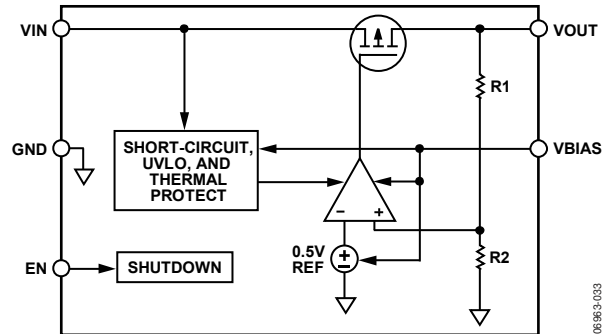 VIN
VOUT
R1
GND
SHORT-CIRCUIT,
UVLO, AND
THERMAL
PROTECT
VBIAS
− +
0.5V
REF
+
−
R2
EN
SHUTDOWN
06963-033